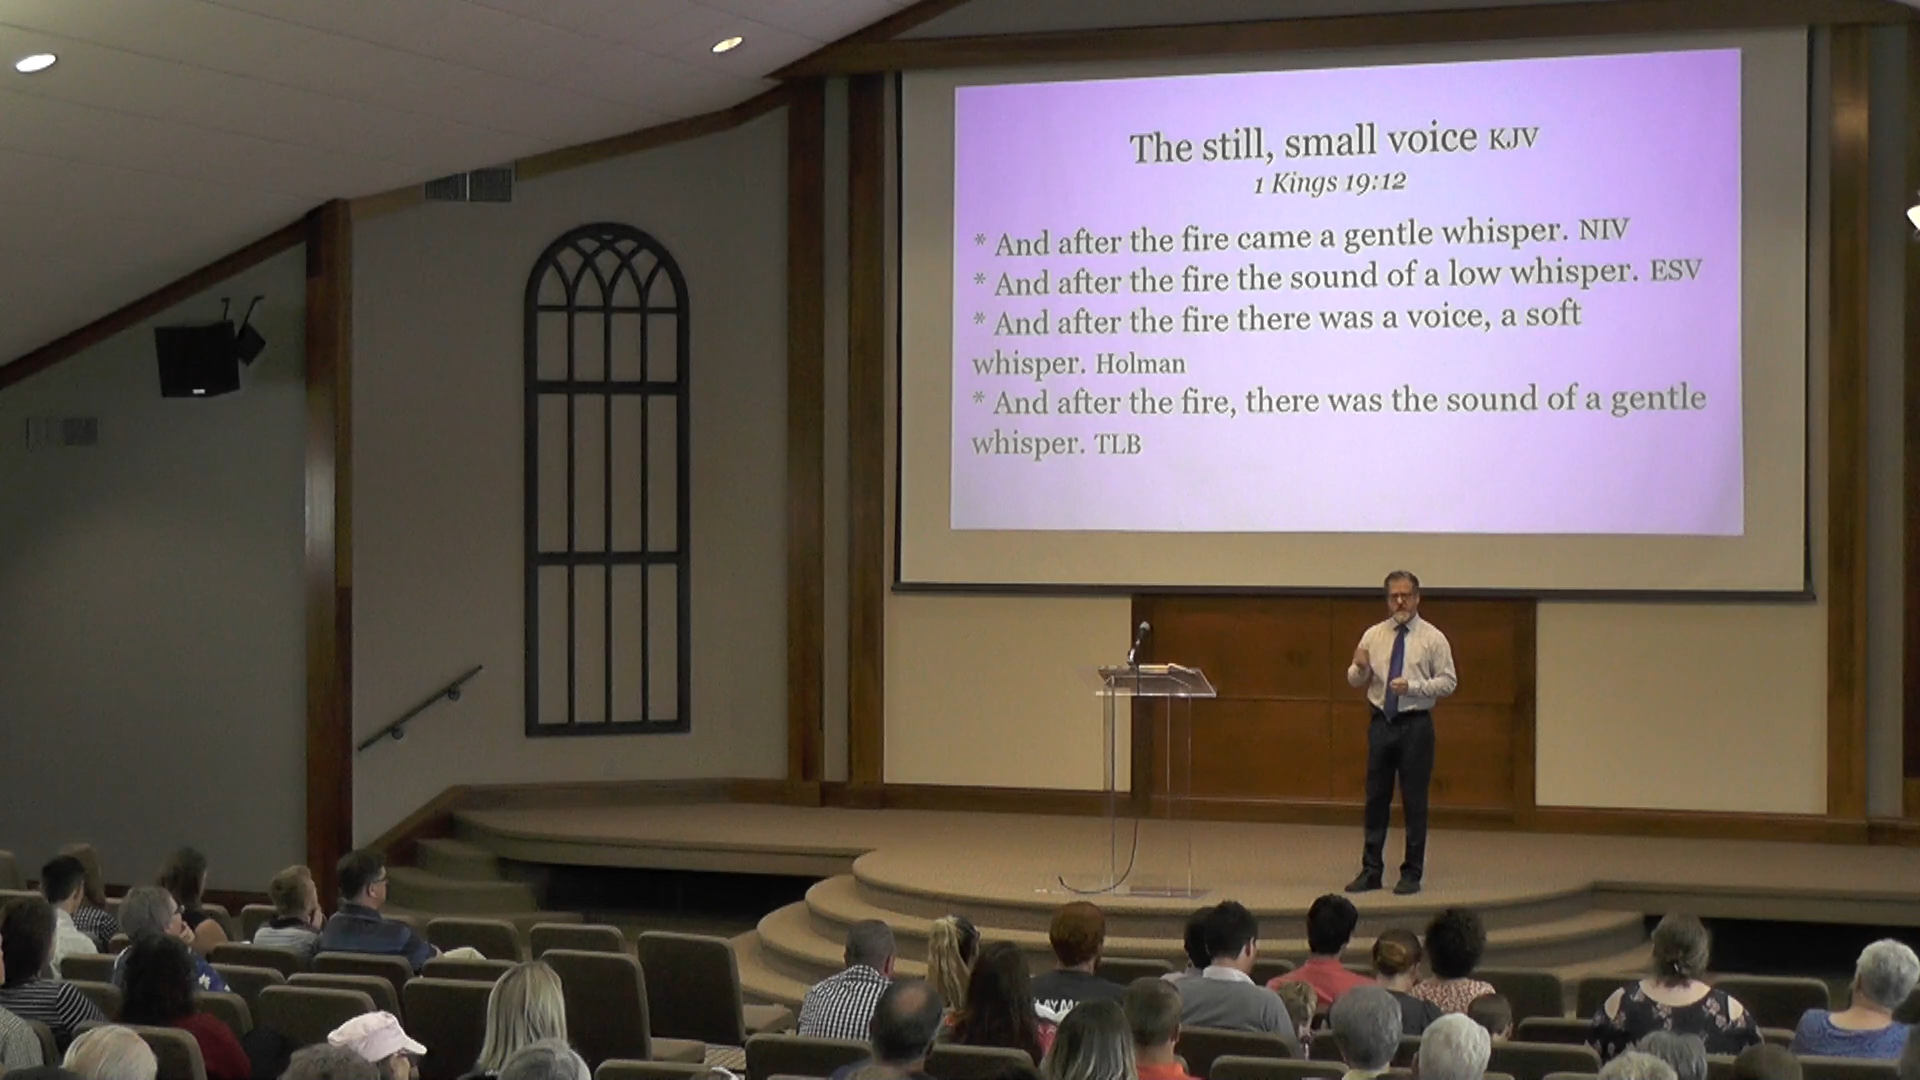 The still, small voice KJV
1 Kings 19:12
* And after the fire came a gentle whisper. NIV
* And after the fire the sound of a low whisper. ESV
* And after the fire there was a voice, a soft
whisper. Holman
* And after the fire, there was the sound of a gentle
whisper. TLB